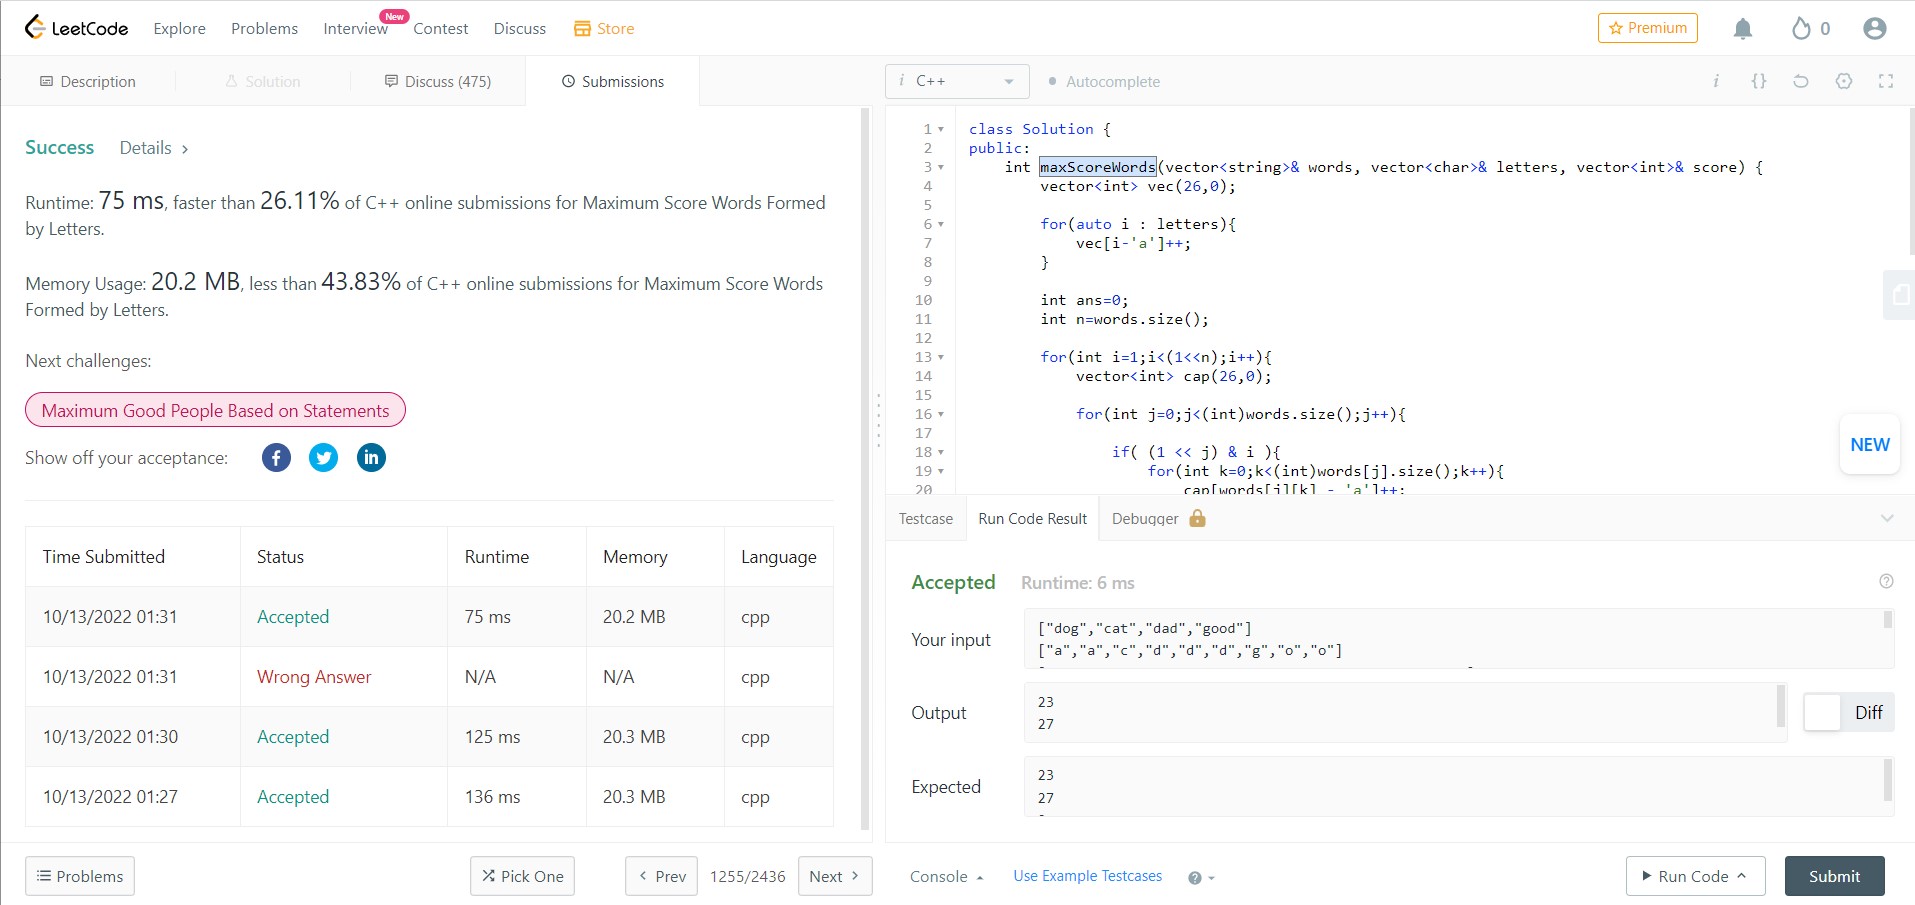 LeetCode Explore Problems Interview New Contest Discuss Store Premium 0
Description Solution Discuss (475) Submissions
i C++ Autocomplete i {}
Success Details >
Runtime: 75 ms, faster than 26.11% of C++ online submissions for Maximum Score Words Formed
by Letters.
Memory Usage: 20.2 MB, less than 43.83% of C++ online submissions for Maximum Score Words
Formed by Letters.
Next challenges:
Maximum Good People Based on Statements
Show off your acceptance:
Time Submitted Status Runtime Memory Language
10/13/2022 01:31 Accepted 75 ms 20.2 MB cpp
10/13/2022 01:31 Wrong Answer N/A N/A cpp
10/13/2022 01:30 Accepted 125 ms 20.3 MB cpp
10/13/2022 01:27 Accepted 136 ms 20.3 MB cpp
Problems Pick One < Prev 1255/2436 Next >
1 class Solution {
2 public:
3 int maxScoreWords(vector<string>& words, vector<char>& letters, vector<int>& score) {
4 vector<int> vec(26,0);
5
6 for(auto i : letters){
7 vec[i-'a']++;
8 }
9
10 int ans=0;
11 int n=words.size();
12
13 for(int i=1;i<(1<<n);i++){
14 vector<int> cap(26,0);
15
16 for(int j=0;j<(int)words.size();j++){
17
18 if( (1 << j) & i ){
19 for(int k=0;k<(int)words[j].size();k++){
20 cap[words[j][k] - 'a']++;
NEW
Testcase Run Code Result Debugger
Accepted Runtime: 6 ms ?
Your input
["dog","cat","dad","good"]
["a","a","c","d","d","d","g","o","o"]
Output
23
27
Diff
Expected
23
27
Console Use Example Testcases ? Run Code Submit